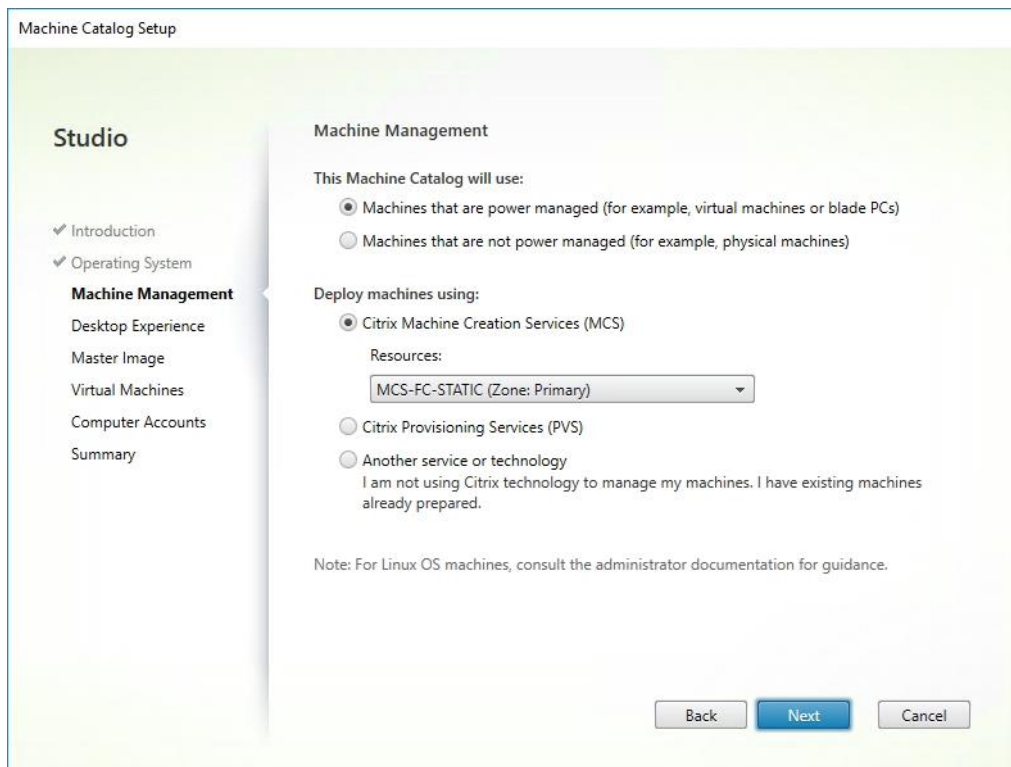 Machine Catalog Setup
Studio
Introduction
Operating System
Machine Management
Desktop Experience
Master Image
Virtual Machines
Computer Accounts
Summary
Machine Management
This Machine Catalog will use:
Machines that are power managed (for example, virtual machines or blade PCs)
Machines that are not power managed (for example, physical machines)
Deploy machines using:
Citrix Machine Creation Services (MCS)
Resources:
MCS-FC-STATIC (Zone: Primary)
Citrix Provisioning Services (PVS)
Another service or technology
I am not using Citrix technology to manage my machines. I have existing machines
already prepared.
Note: For Linux OS machines, consult the administrator documentation for guidance.
Back
Next
Cancel